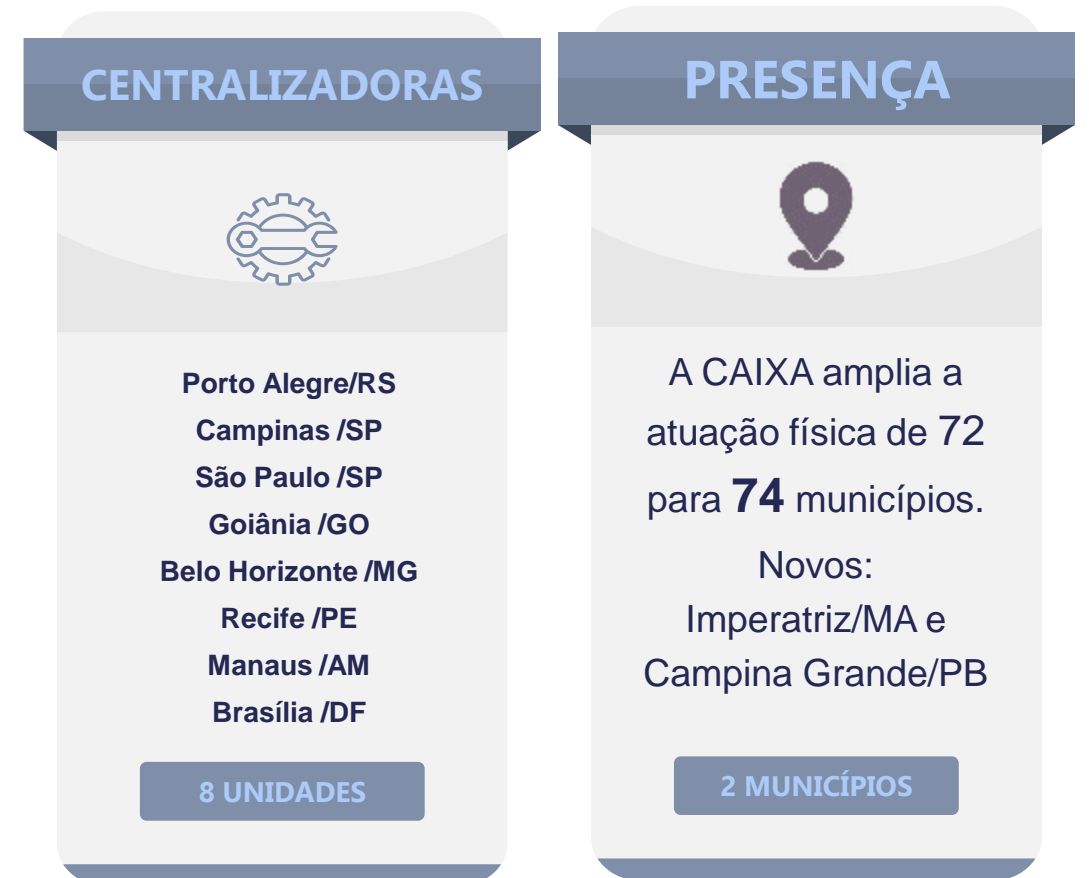 CENTRALIZADORAS
Porto Alegre/RS
Campinas /SP
São Paulo /SP
Goiânia /GO
Belo Horizonte /MG
Recife /PE
Manaus /AM
Brasília /DF
8 UNIDADES
PRESENÇA
A CAIXA amplia a
atuação física de 72
para 74 municípios.
Novos:
Imperatriz/MA e
Campina Grande/PB
2 MUNICÍPIOS